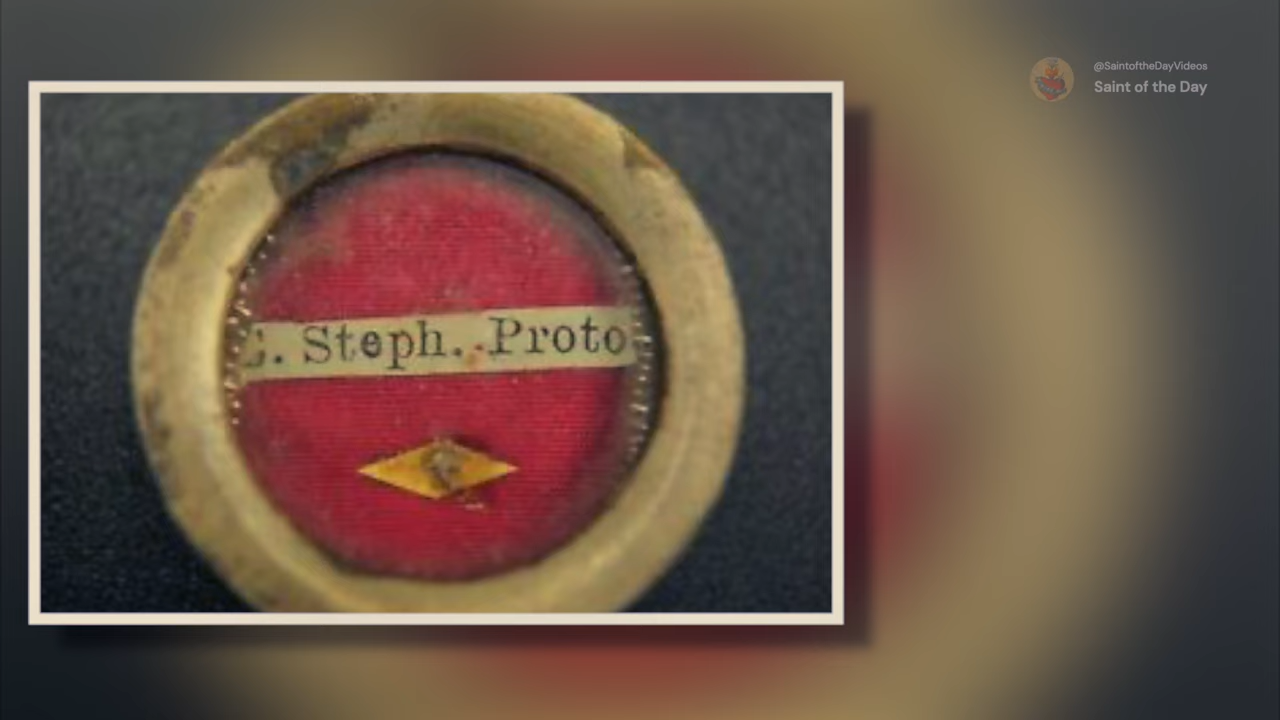 @SaintoftheDayVideos
Saint of the Day
. Steph. Proto